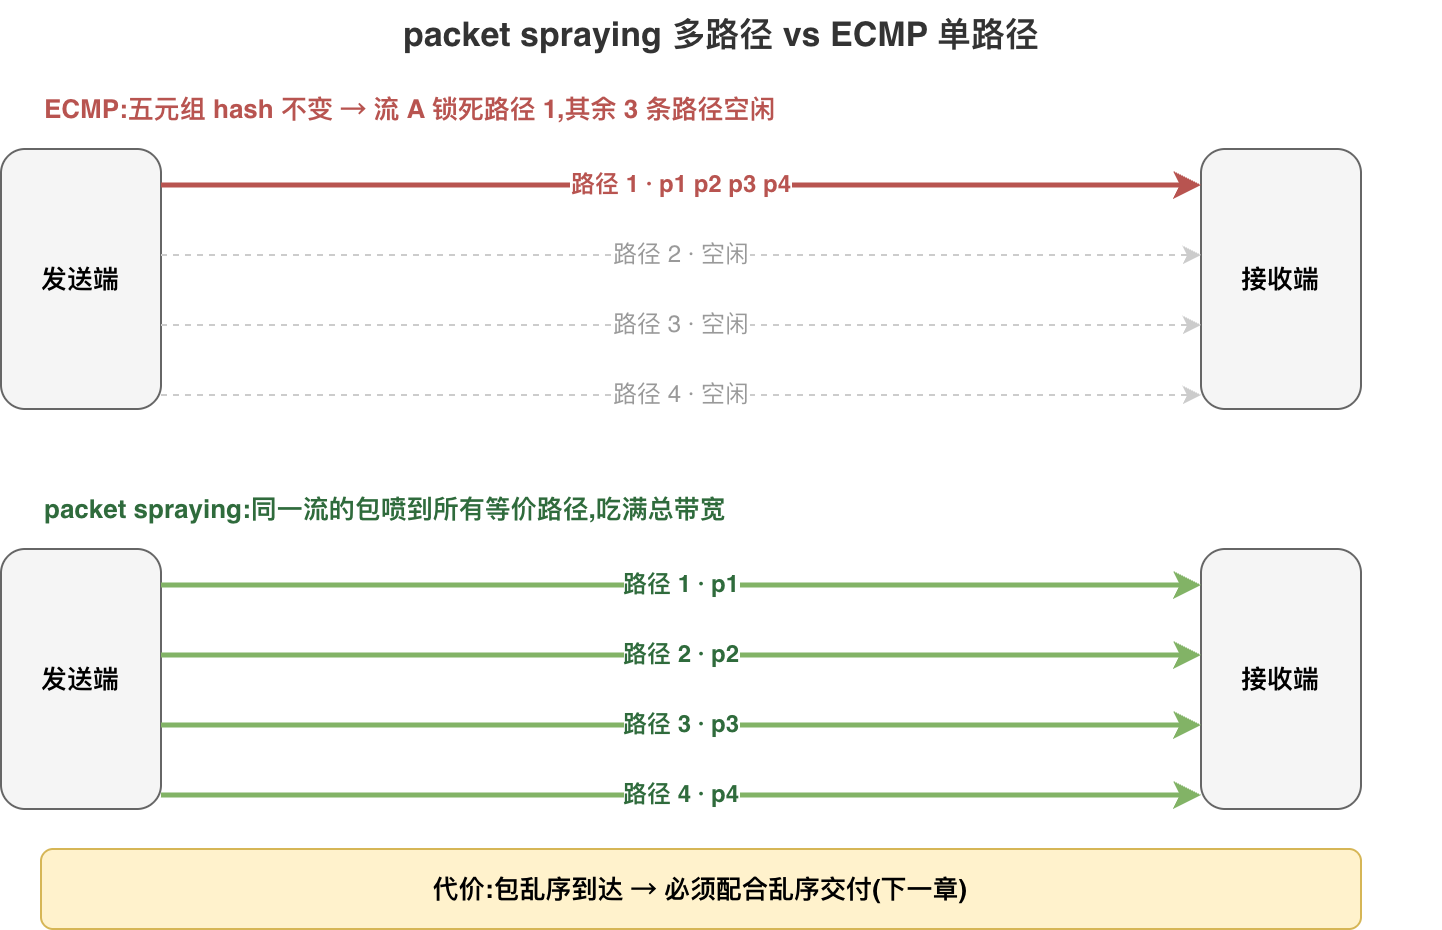 packet spraying 多路径 vs ECMP 单路径
ECMP:五元组 hash 不变 → 流 A 锁死路径 1,其余 3 条路径空闲
发送端
路径 1 · p1 p2 p3 p4
路径 2 · 空闲
路径 3 · 空闲
路径 4 · 空闲
接收端
packet spraying:同一流的包喷到所有等价路径,吃满总带宽
发送端
路径 1 · p1
路径 2 · p2
路径 3 · p3
路径 4 · p4
接收端
代价:包乱序到达 → 必须配合乱序交付(下一章)